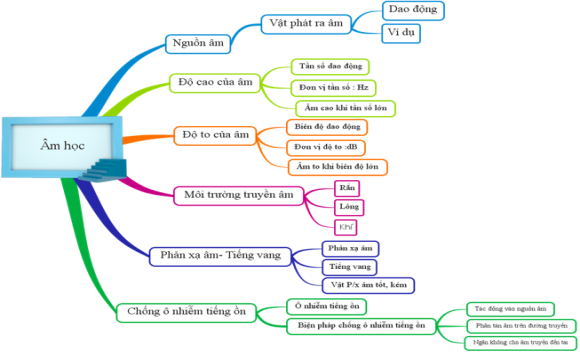 Âm học
Nguồn âm
Vật phát ra âm
Dao động
Ví dụ
Độ cao của âm
Tần số dao động
Đơn vị tần số : Hz
Âm cao khi tần số lớn
Độ to của âm
Biên độ dao động
Đơn vị độ to :dB
Âm to khi biên độ lớn
Môi trường truyền âm
Rắn
Lỏng
Khí
Phản xạ âm- Tiếng vang
Phản xạ âm
Tiếng vang
Vật P/x âm tốt, kém
Chống ô nhiễm tiếng ồn
Ô nhiễm tiếng ồn
Biện pháp chống ô nhiễm tiếng ồn
Tác động vào nguồn âm
Phân tán âm trên đường truyền
Ngăn không cho âm truyền đến tai